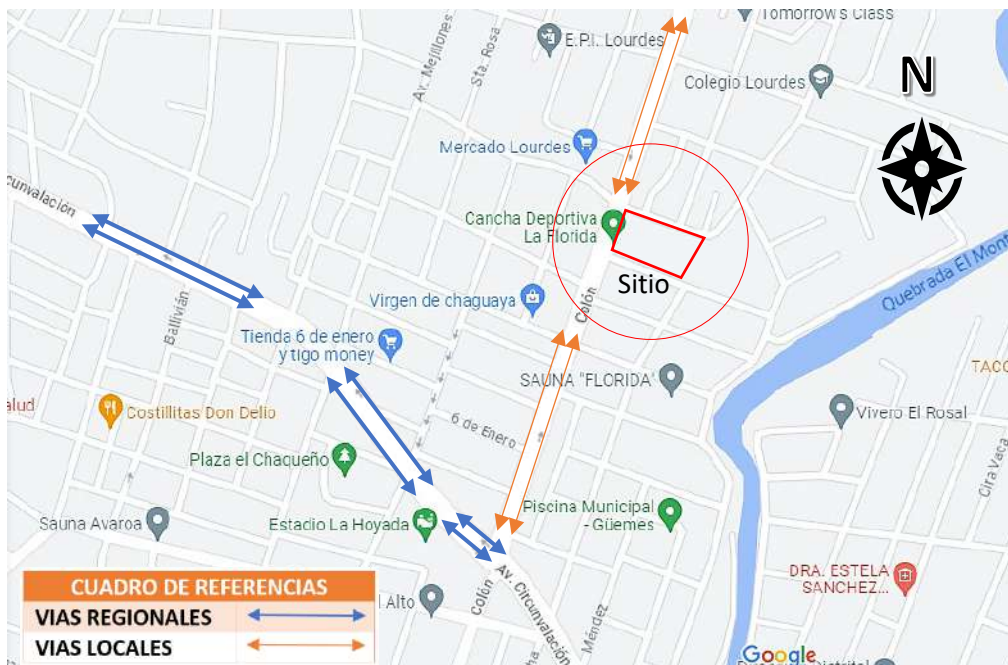 Tomorrow's Class
E.P.I. Lourdes
Av. Mejillones
Sta. Rosa
Colegio Lourdes
N
Mercado Lourdes
cunvalación
Cancha Deportiva
La Florida
Sitio
Quebrada El Mont
Virgen de chaguaya
Colón
Ballivián
Tienda 6 de enero
y tigo money
SAUNA "FLORIDA"
TACO
alud
Costillitas Don Delio
6 de Enero
Vivero El Rosal
Plaza el Chaqueño
Cira Vaca
Sauna Avaroa
Estadio La Hoyada
Piscina Municipal
- Güemes
DRA. ESTELA
SANCHEZ...
CUADRO DE REFERENCIAS
VIAS REGIONALES
VIAS LOCALES
l Alto
Colón
Av. Circunvalación
Méndez
Google